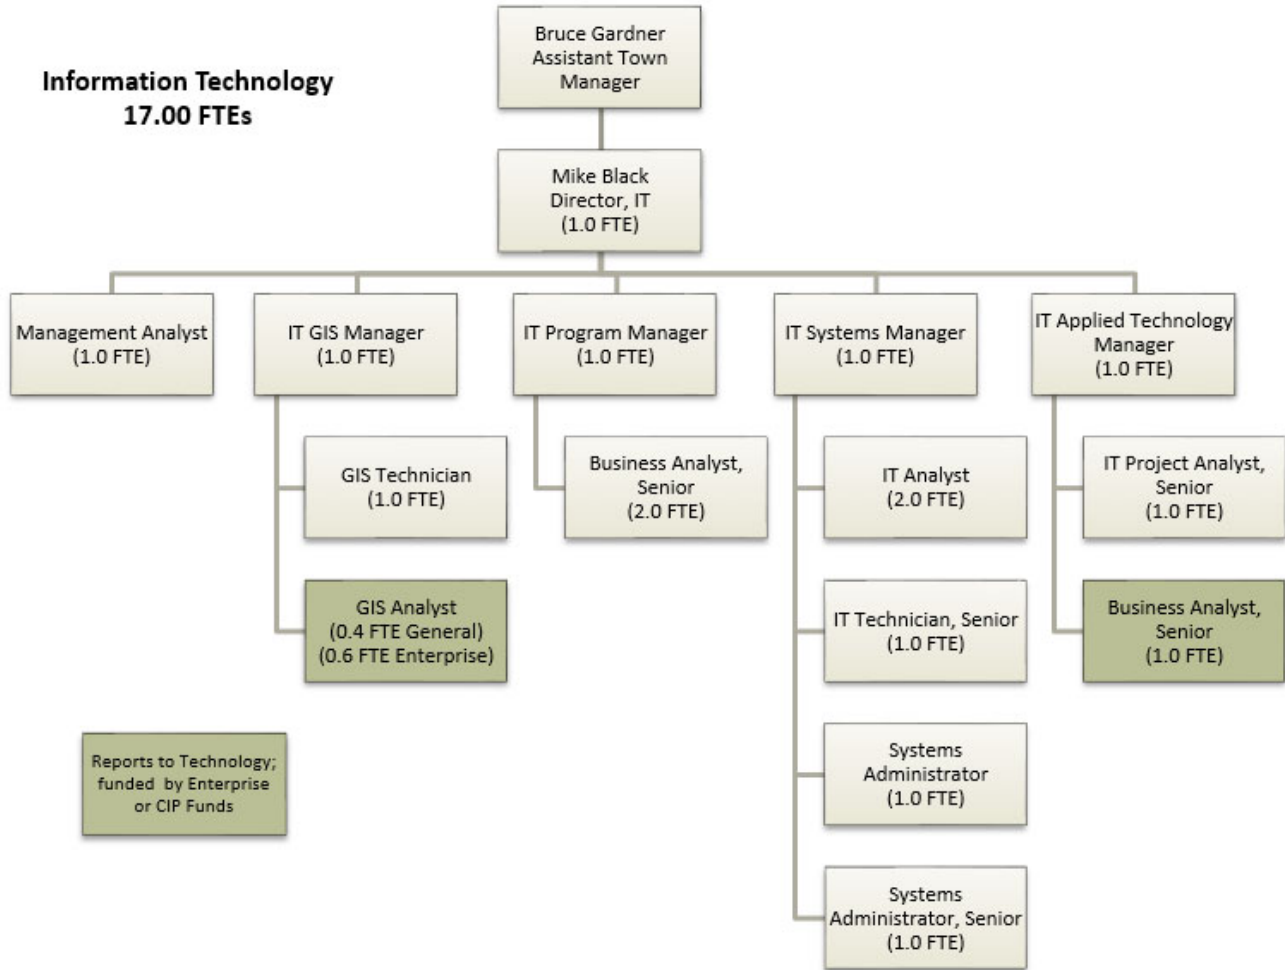 Information Technology
17.00 FTEs
Bruce Gardner
Assistant Town
Manager
Mike Black
Director, IT
(1.0 FTE)
Management Analyst
(1.0 FTE)
IT GIS Manager
(1.0 FTE)
IT Program Manager
(1.0 FTE)
IT Systems Manager
(1.0 FTE)
IT Applied Technology
Manager
(1.0 FTE)
GIS Technician
(1.0 FTE)
GIS Analyst
(0.4 FTE General)
(0.6 FTE Enterprise)
Business Analyst,
Senior
(2.0 FTE)
IT Analyst
(2.0 FTE)
IT Technician, Senior
(1.0 FTE)
Systems
Administrator
(1.0 FTE)
Systems
Administrator, Senior
(1.0 FTE)
IT Project Analyst,
Senior
(1.0 FTE)
Business Analyst,
Senior
(1.0 FTE)
Reports to Technology;
funded by Enterprise
or CIP Funds